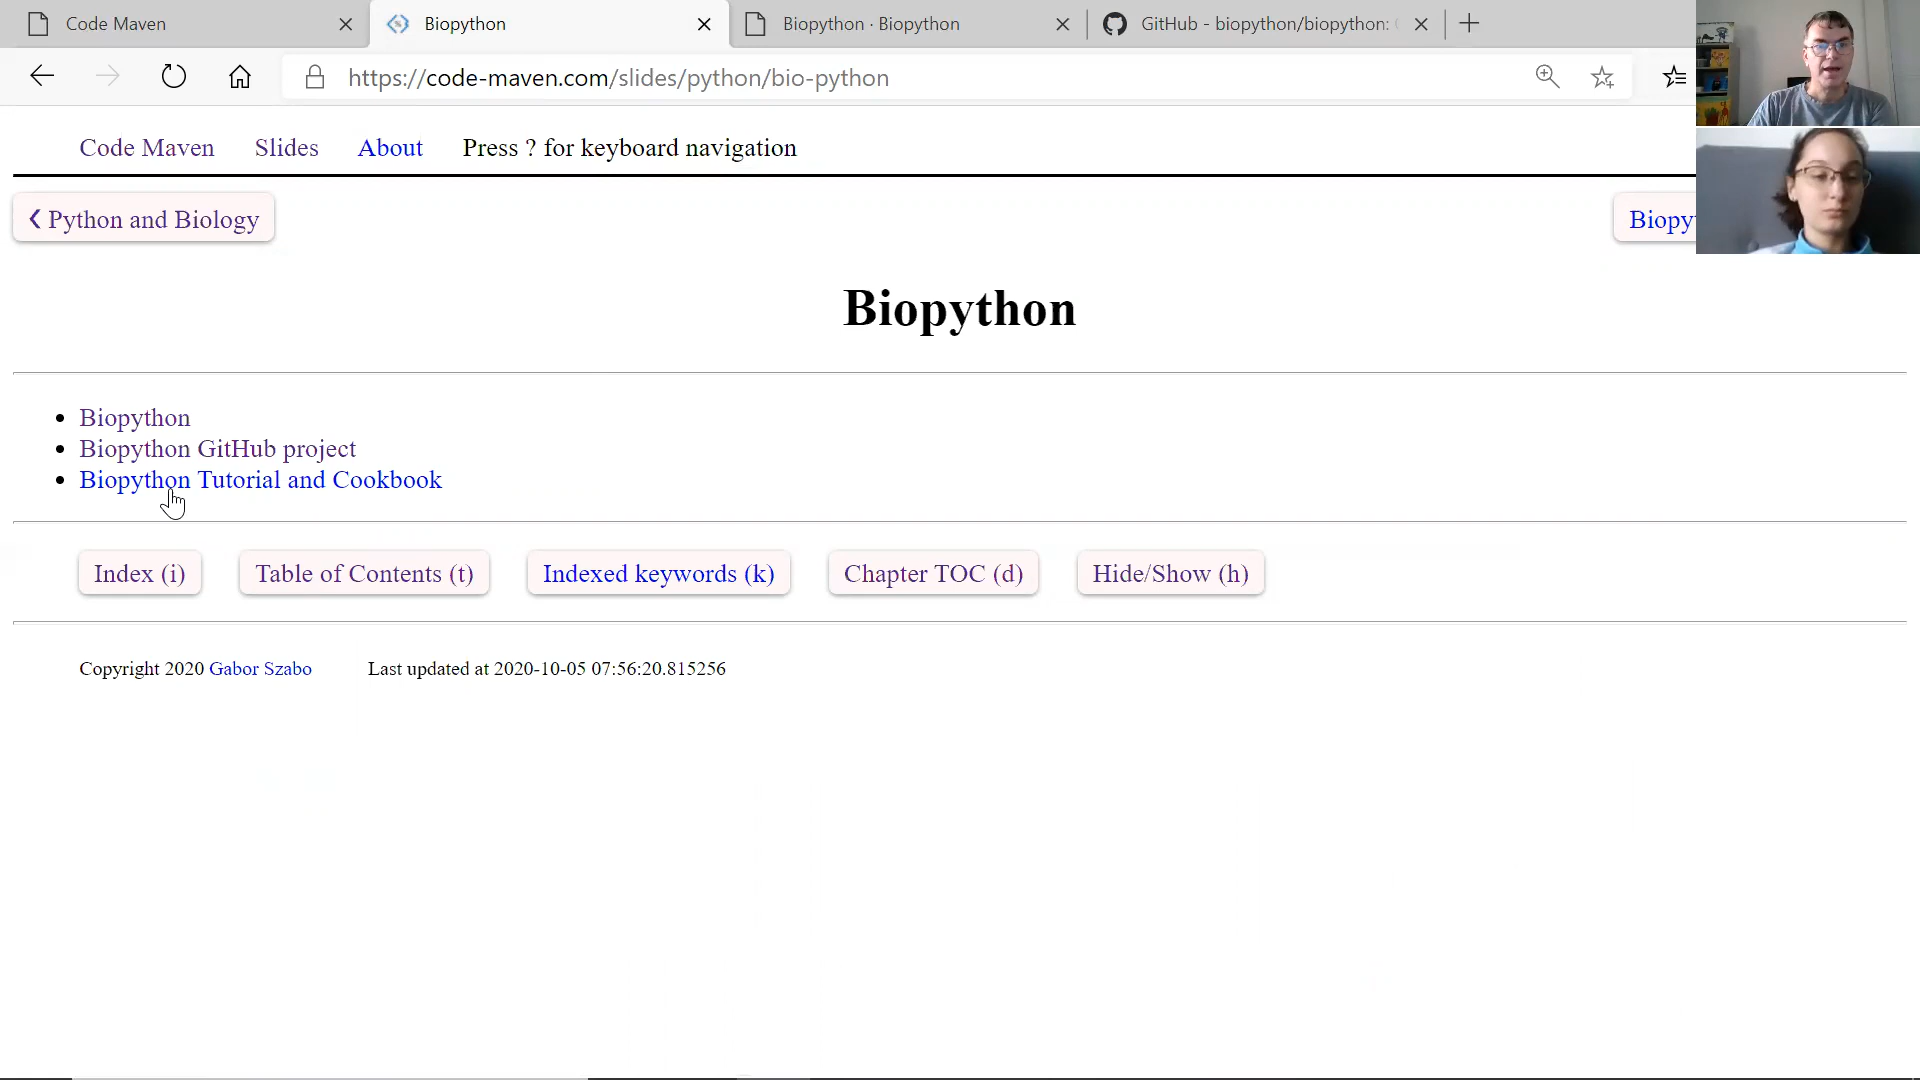 Code Maven
Biopython
Biopython · Biopython
GitHub - biopython/biopython:
https://code-maven.com/slides/python/bio-python
Code Maven Slides About Press ? for keyboard navigation
❮ Python and Biology
Biopy
Biopython
• Biopython
• Biopython GitHub project
• Biopython Tutorial and Cookbook
Index (i) Table of Contents (t) Indexed keywords (k) Chapter TOC (d) Hide/Show (h)
Copyright 2020 Gabor Szabo Last updated at 2020-10-05 07:56:20.815256